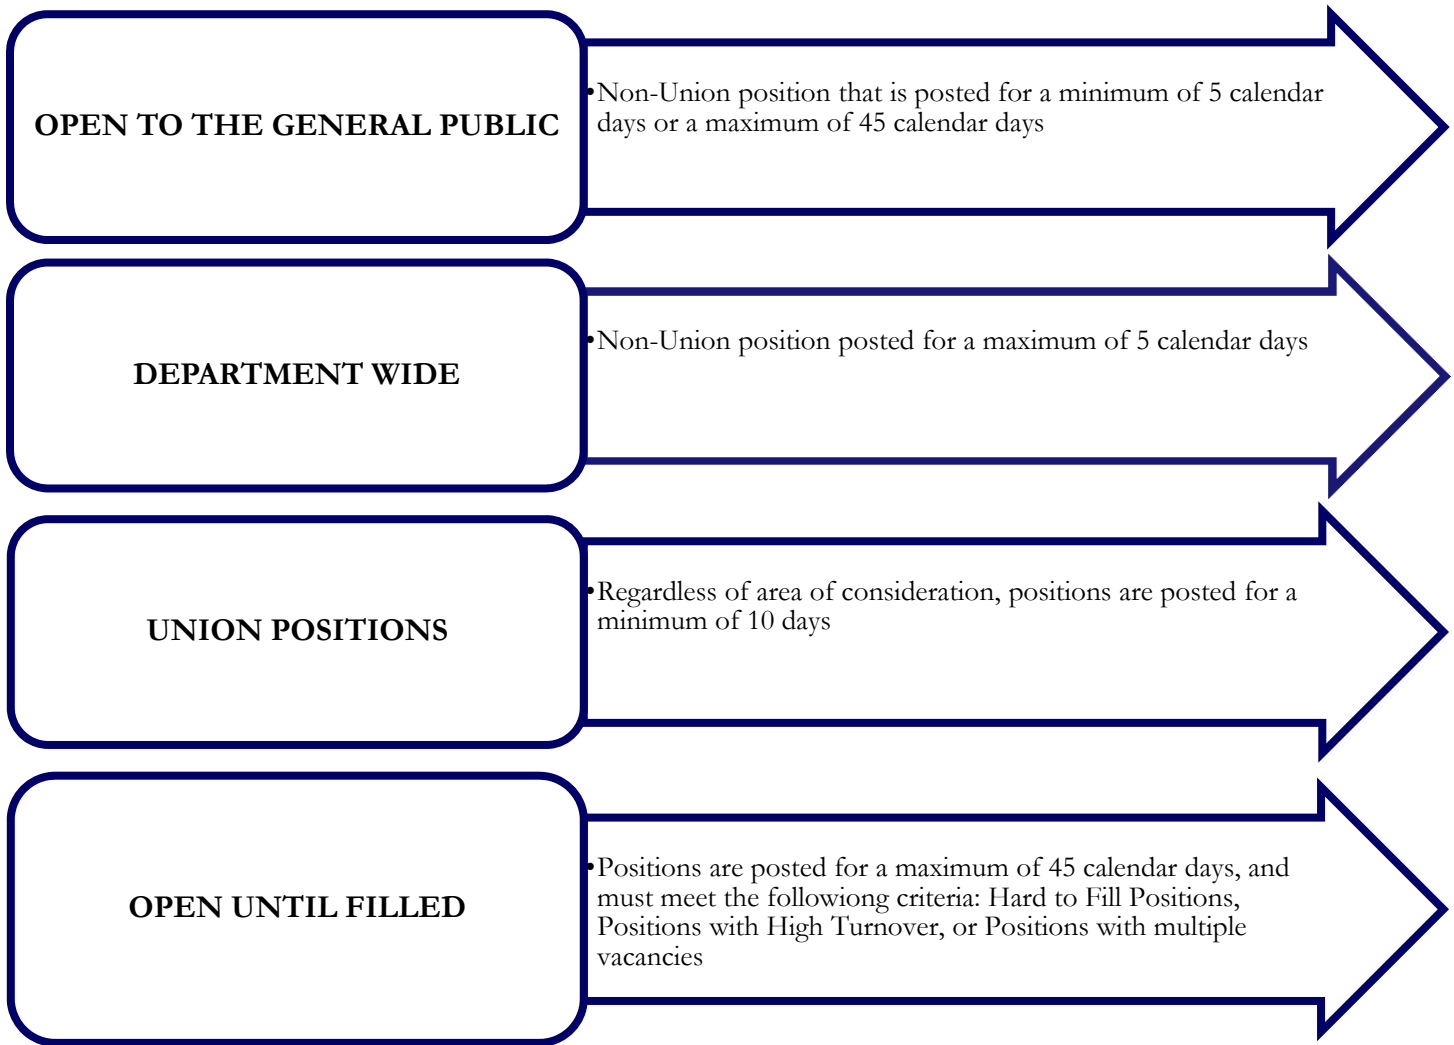 OPEN TO THE GENERAL PUBLIC
•Non-Union position that is posted for a minimum of 5 calendar
days or a maximum of 45 calendar days
DEPARTMENT WIDE
•Non-Union position posted for a maximum of 5 calendar days
UNION POSITIONS
•Regardless of area of consideration, positions are posted for a
minimum of 10 days
OPEN UNTIL FILLED
•Positions are posted for a maximum of 45 calendar days, and
must meet the followiong criteria: Hard to Fill Positions,
Positions with High Turnover, or Positions with multiple
vacancies